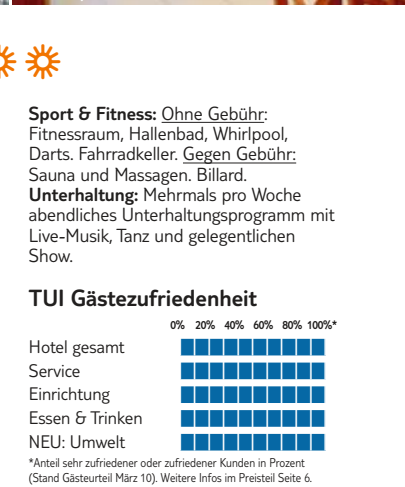 Sport & Fitness: Ohne Gebühr:
Fitnessraum, Hallenbad, Whirlpool,
Darts. Fahrradkeller. Gegen Gebühr:
Sauna und Massagen. Billard.
Unterhaltung: Mehrmals pro Woche
abendliches Unterhaltungsprogramm mit
Live-Musik, Tanz und gelegentlichen
Show.
TUI Gästezufriedenheit
0% 20% 40% 60% 80% 100%*
Hotel gesamt
Service
Einrichtung
Essen & Trinken
NEU: Umwelt
*Anteil sehr zufriedener oder zufriedener Kunden in Prozent
(Stand Gästeurteil März 10). Weitere Infos im Preisteil Seite 6.